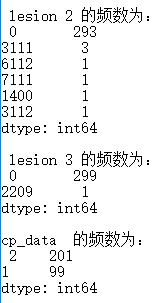 lesion 2 的频数为:
0 293
3111 3
6112 1
7111 1
1400 1
3112 1
dtype: int64
lesion 3 的频数为:
0 299
2209 1
dtype: int64
cp_data 的频数为:
2 201
1 99
dtype: int64